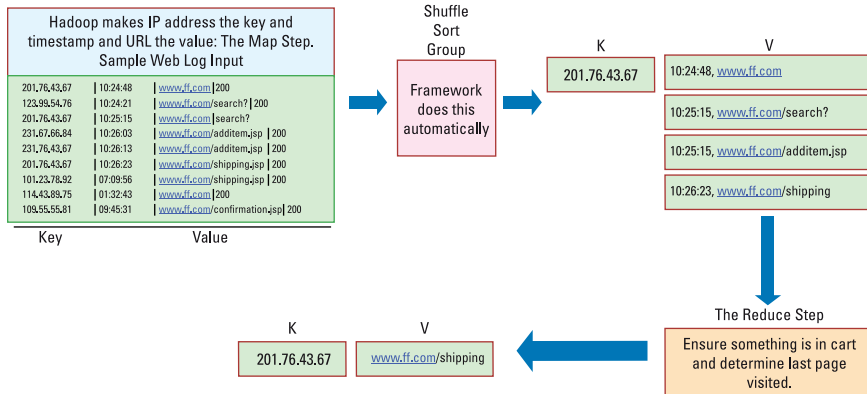 Hadoop makes IP address the key and
timestamp and URL the value: The Map Step.
Sample Web Log Input
201.76.43.67 | 10:24:48 | www.ff.com |200
123.99.54.76 | 10:24:21 | www.ff.com/search? | 200
201.76.43.67 | 10:25:15 | www.ff.com |search?
231.67.66.84 | 10:26:03 | www.ff.com/additem.jsp | 200
231.76.43.67 | 10:26:13 | www.ff.com/additem.jsp | 200
201.76.43.67 | 10:26:23 | www.ff.com/shipping.jsp | 200
101.23.78.92 | 07:09:56 | www.ff.com/shipping.jsp | 200
114.43.89.75 | 01:32:43 | www.ff.com |200
109.55.55.81 | 09:45:31 | www.ff.com/confirmation.jsp| 200
Key Value
Shuffle
Sort
Group
Framework
does this
automatically
K V
201.76.43.67
10:24:48, www.ff.com
10:25:15, www.ff.com/search?
10:25:15, www.ff.com/additem.jsp
10:26:23, www.ff.com/shipping
The Reduce Step
Ensure something is in cart
and determine last page
visited.
K V
201.76.43.67 www.ff.com/shipping